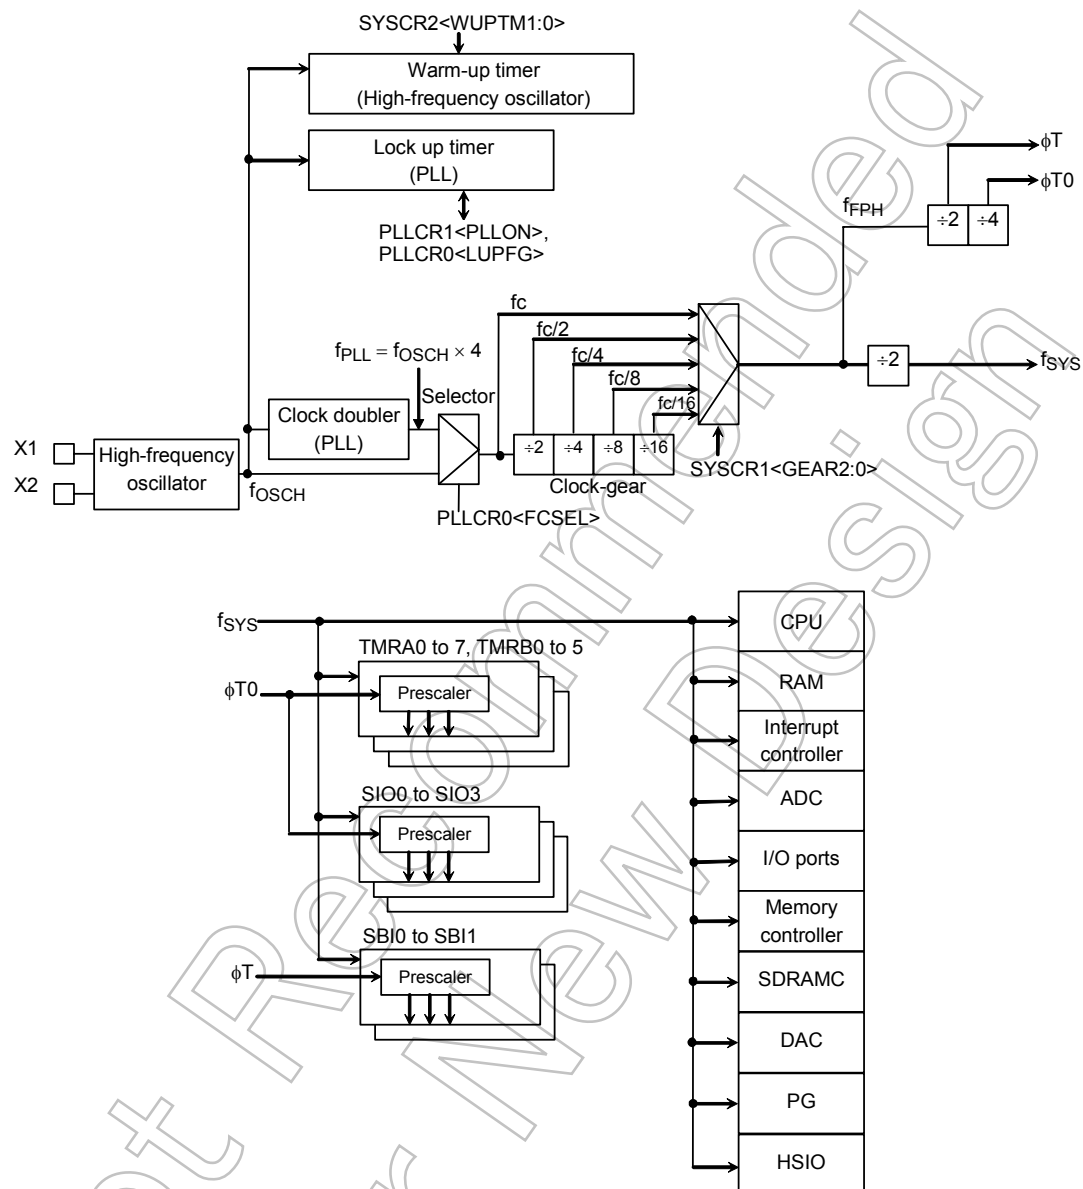 SYSCR2<WUPTM1:0>
Warm-up timer
(High-frequency oscillator)
Lock up timer
(PLL)
PLLCR1<PLLON>,
PLLCR0<LUPFG>
ϕT
ϕT0
fFPH
÷2 ÷4
fc
fc/2
fc/4
fc/8
fc/16
fPLL = fOSCH × 4
Selector
÷2
fSYS
Clock doubler
(PLL)
X1
X2
High-frequency
oscillator
fOSCH
÷2 ÷4 ÷8 ÷16
Clock-gear
SYSCR1<GEAR2:0>
PLLCR0<FCSEL>
fSYS
TMRA0 to 7, TMRB0 to 5
ϕT0
Prescaler
SIO0 to SIO3
Prescaler
SBI0 to SBI1
ϕT
Prescaler
CPU
RAM
Interrupt
controller
ADC
I/O ports
Memory
controller
SDRAMC
DAC
PG
HSIO
Recommended
New Design